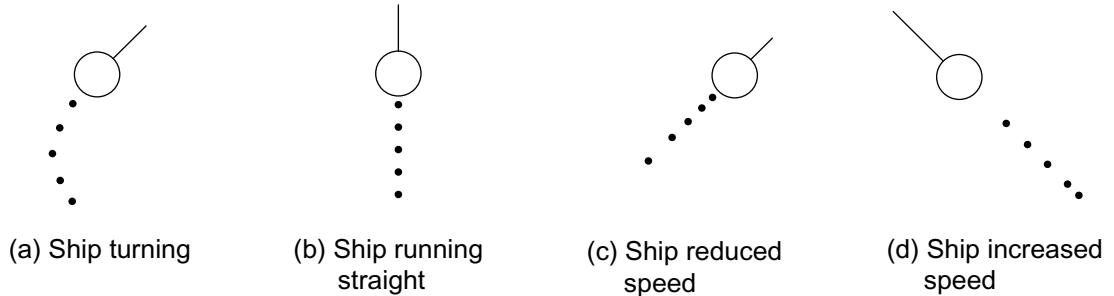 (a) Ship turning
(b) Ship running
straight
(c) Ship reduced
speed
(d) Ship increased
speed